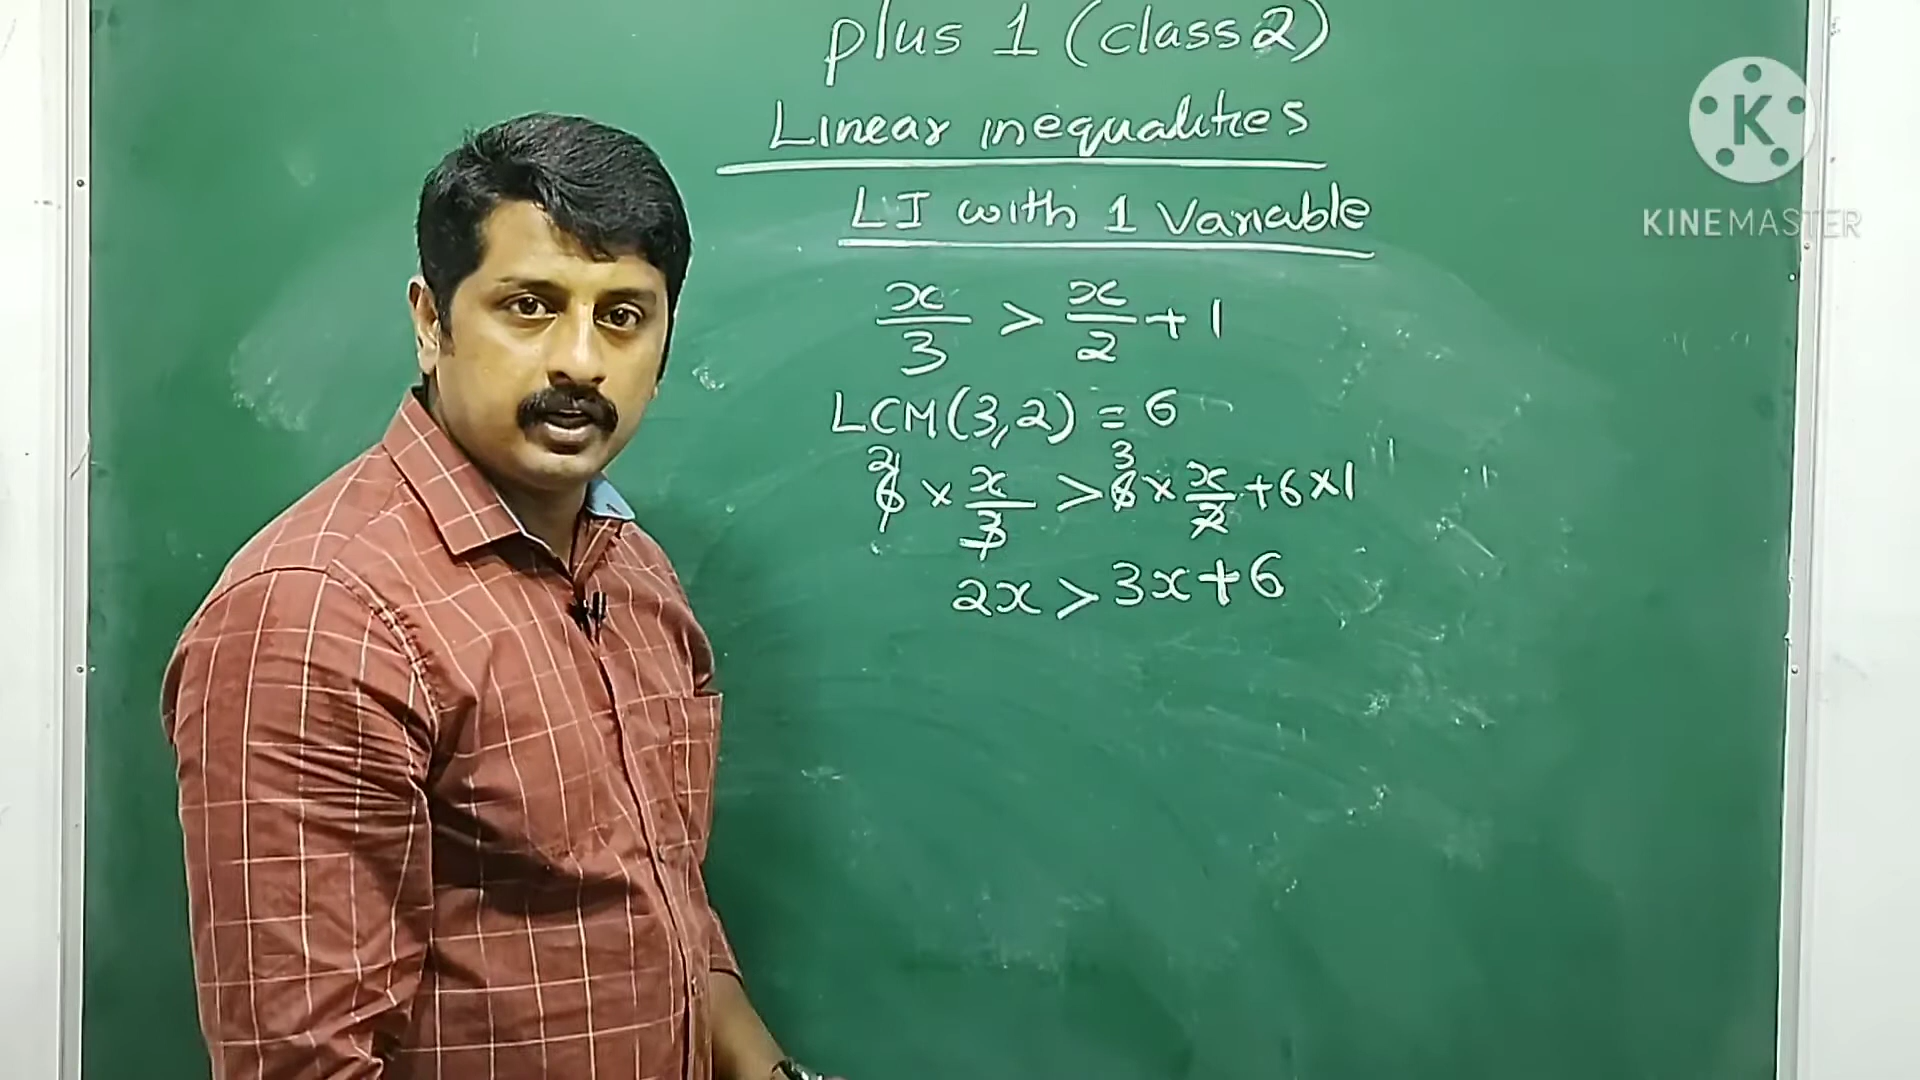 plus 1 (class 2)
Linear inequalities
LI with 1 Variable
x/3 > x/2 + 1
LCM(3,2) = 6
2 6 × x/3 > 3 6 × x/2 + 6 × 1
2x > 3x + 6
K
KINEMASTER